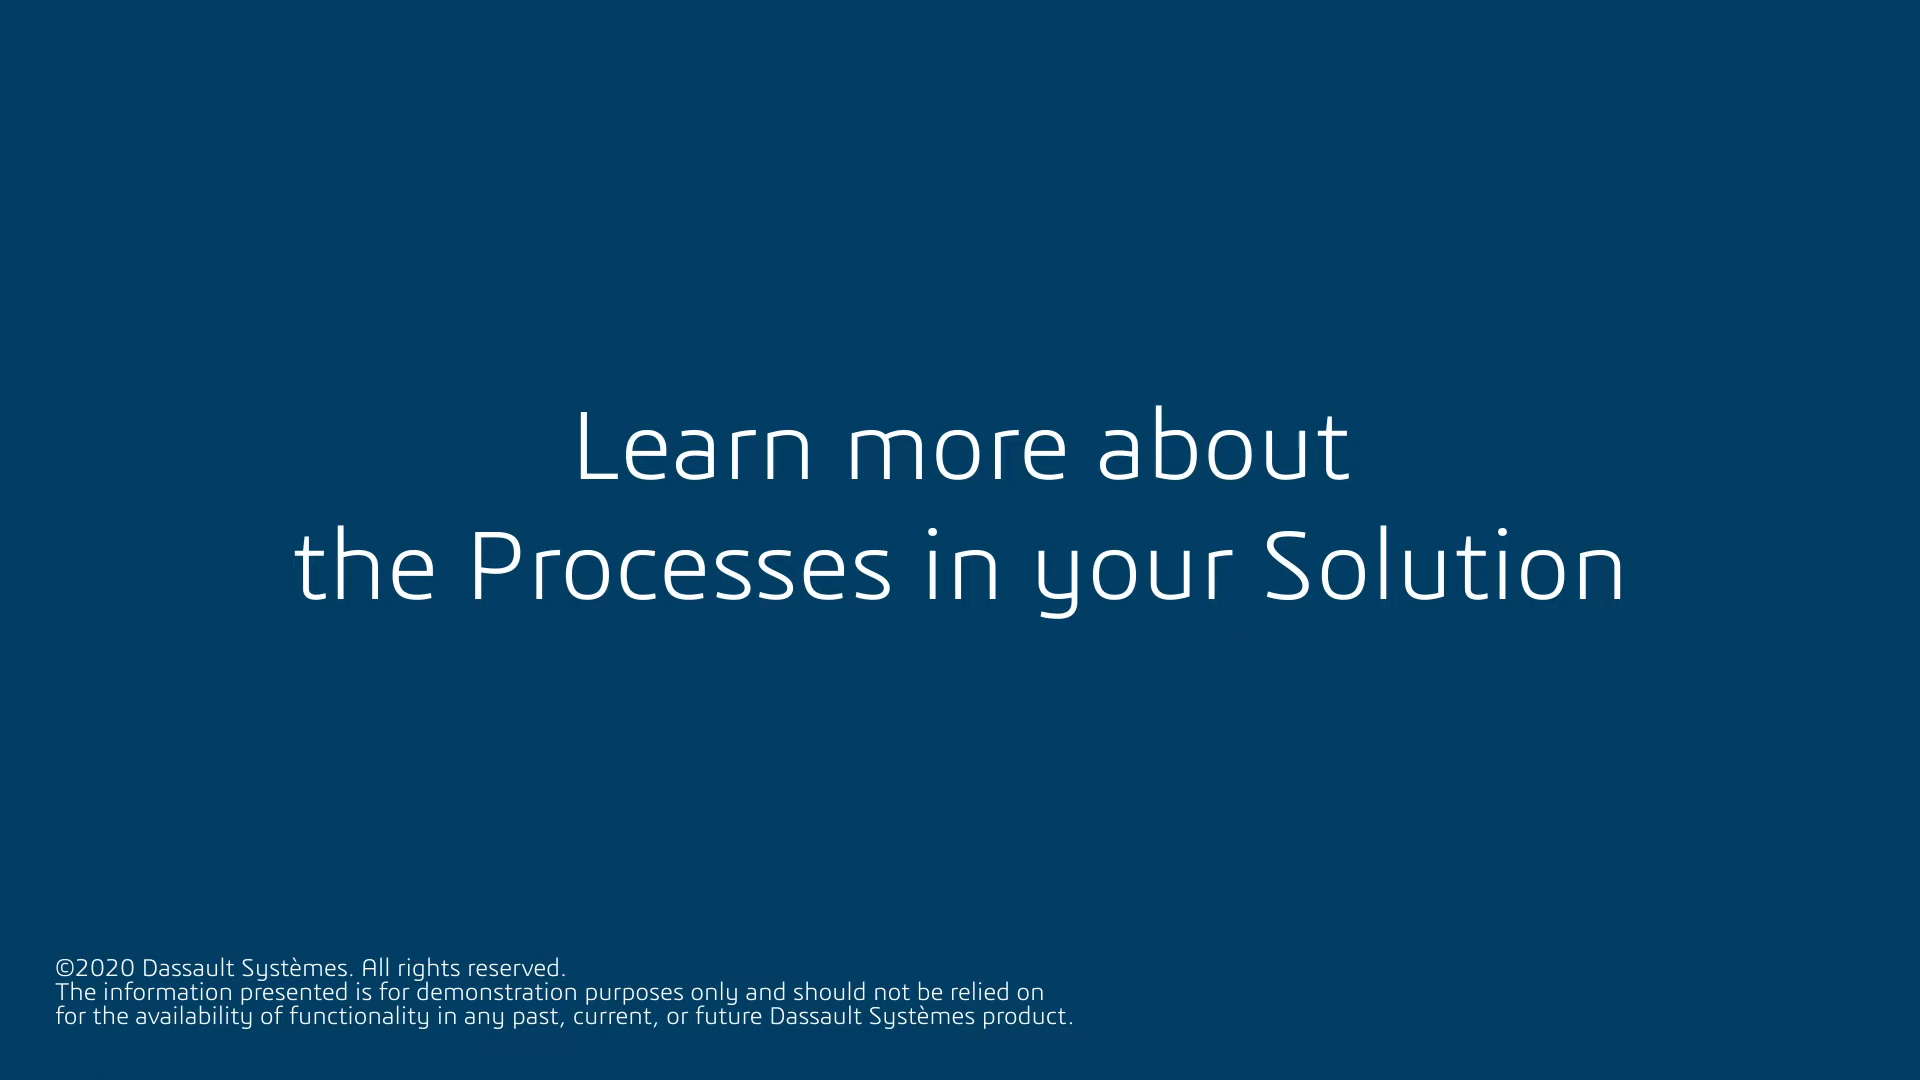 Learn more about
the Processes in your Solution
©2020 Dassault Systèmes. All rights reserved.
The information presented is for demonstration purposes only and should not be relied on
for the availability of functionality in any past, current, or future Dassault Systèmes product.